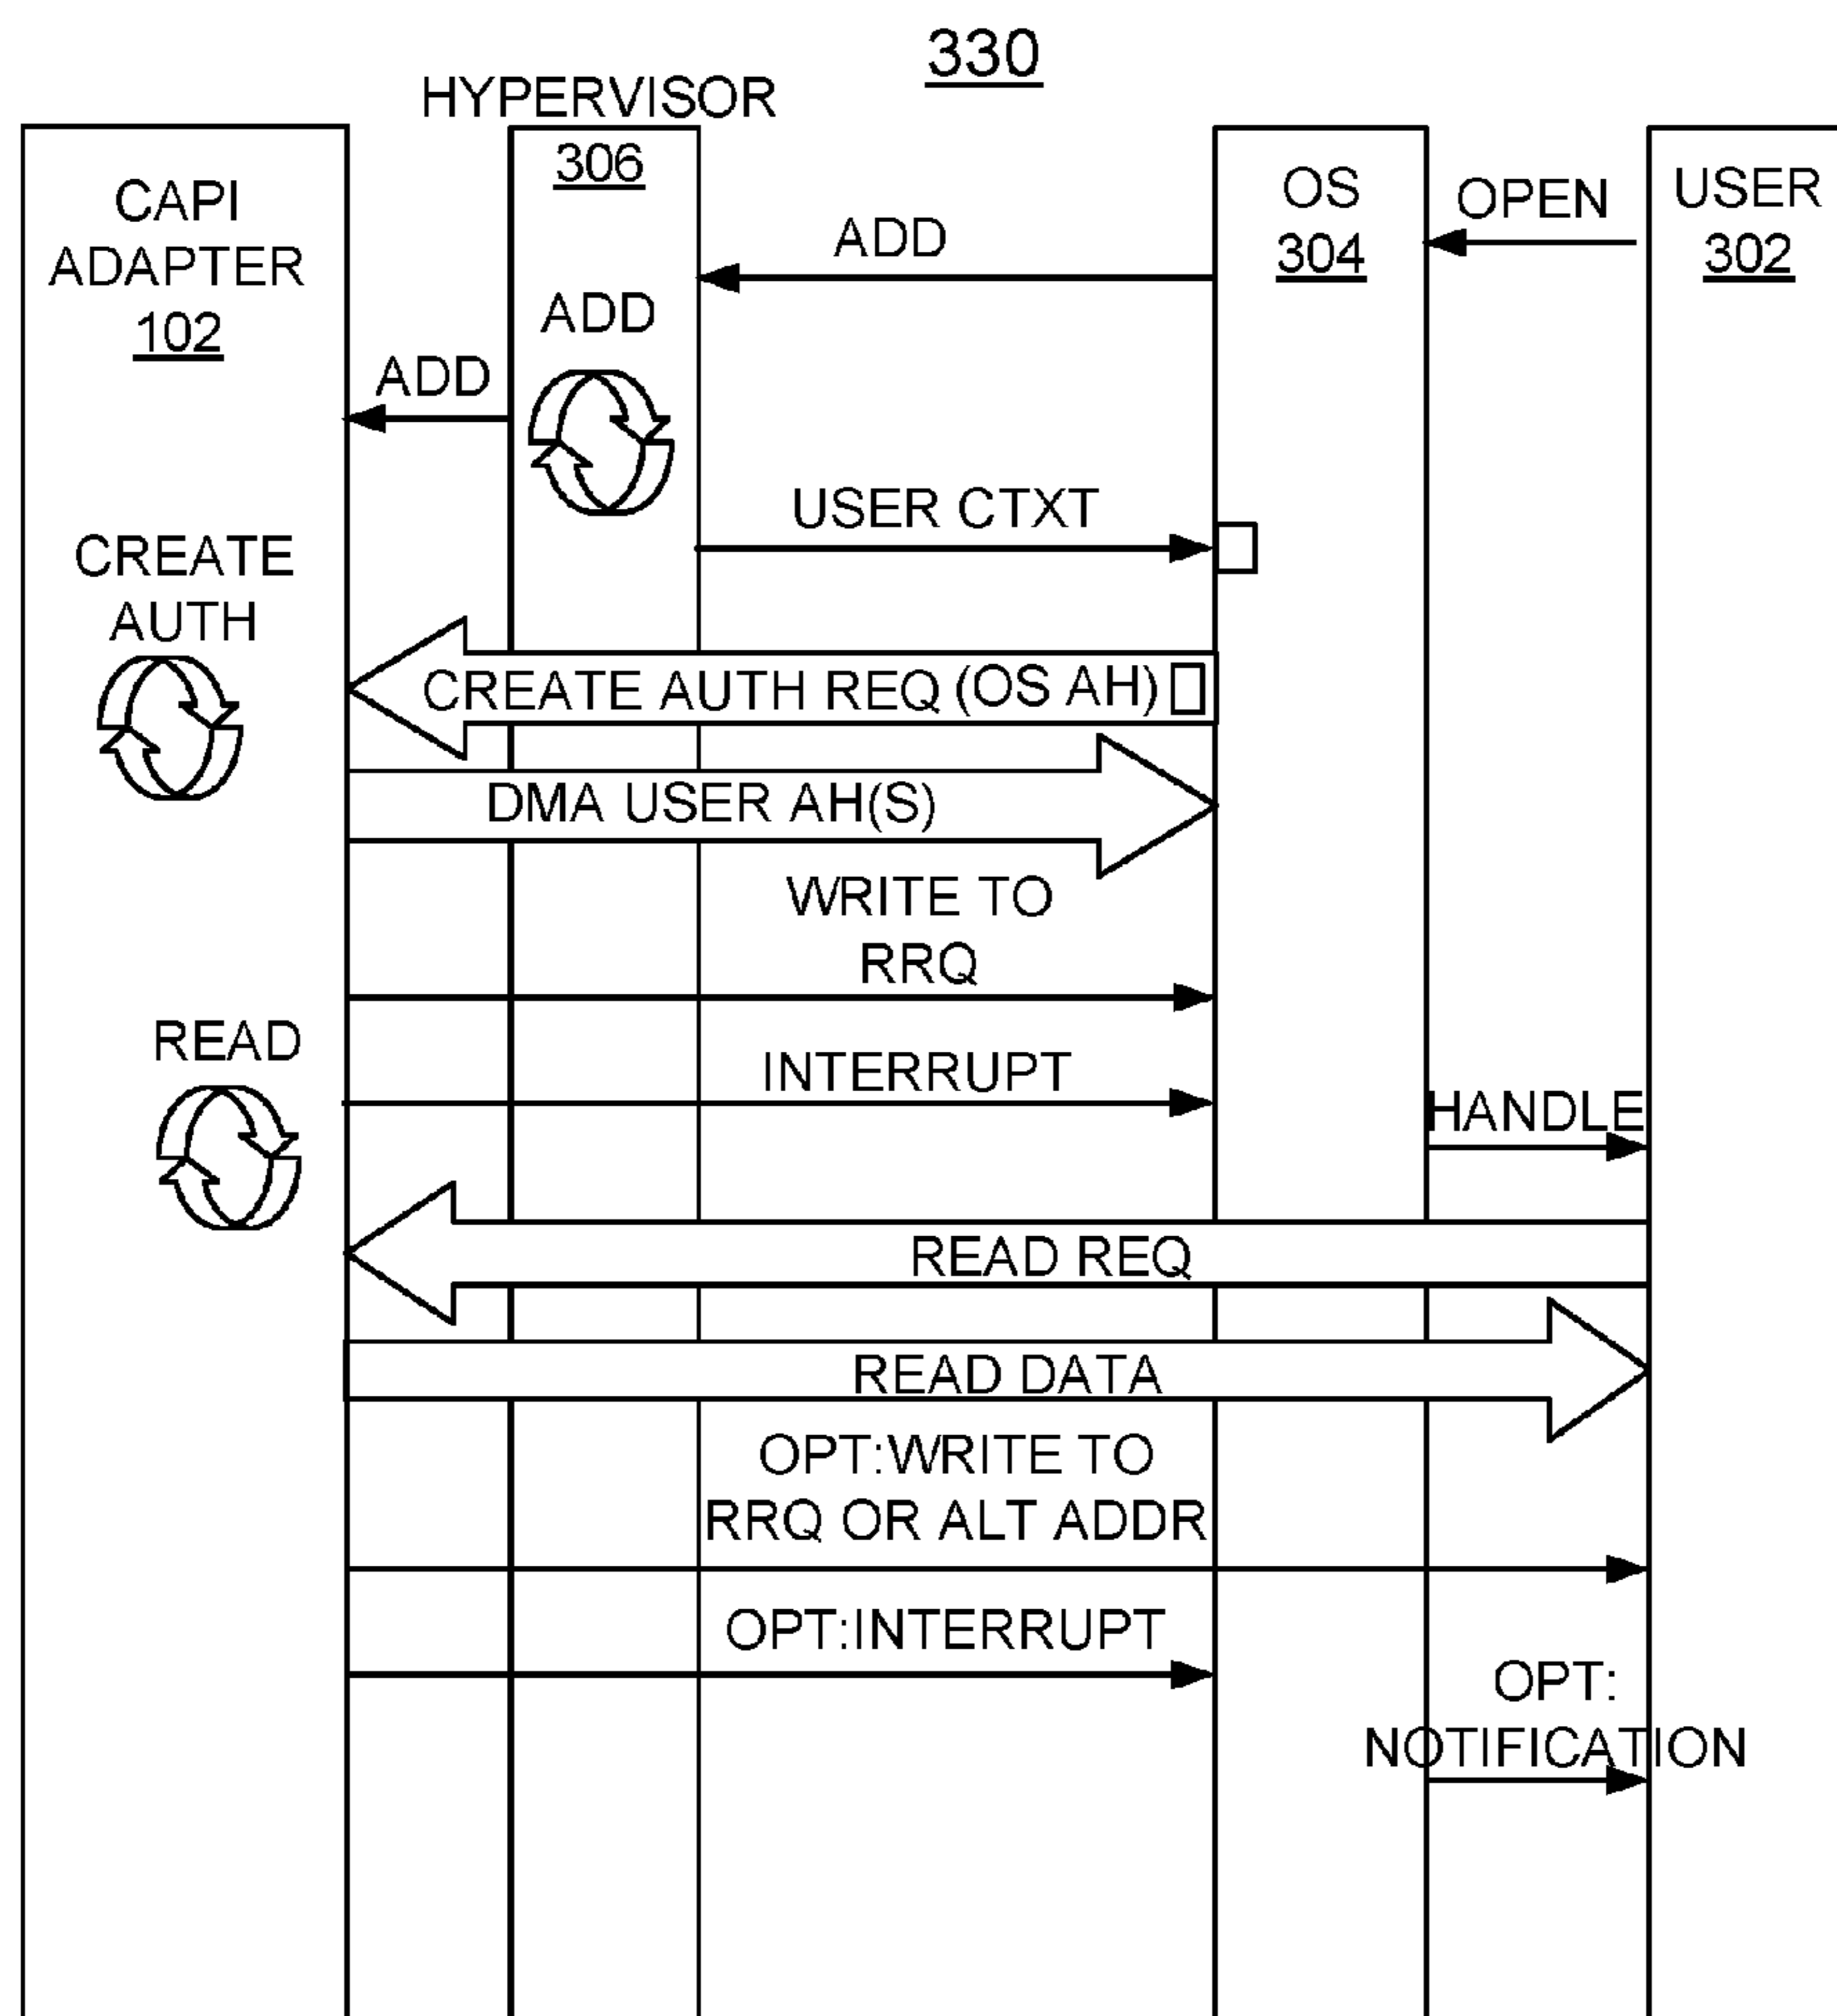 330
HYPERVISOR
306
CAPI
ADAPTER
102
OS
304
OPEN
USER
302
ADD
ADD
ADD
USER CTXT
CREATE
AUTH
CREATE AUTH REQ (OS AH)
DMA USER AH(S)
WRITE TO
RRQ
READ
INTERRUPT
HANDLE
READ REQ
READ DATA
OPT:WRITE TO
RRQ OR ALT ADDR
OPT:INTERRUPT
OPT:
NOTIFICATION